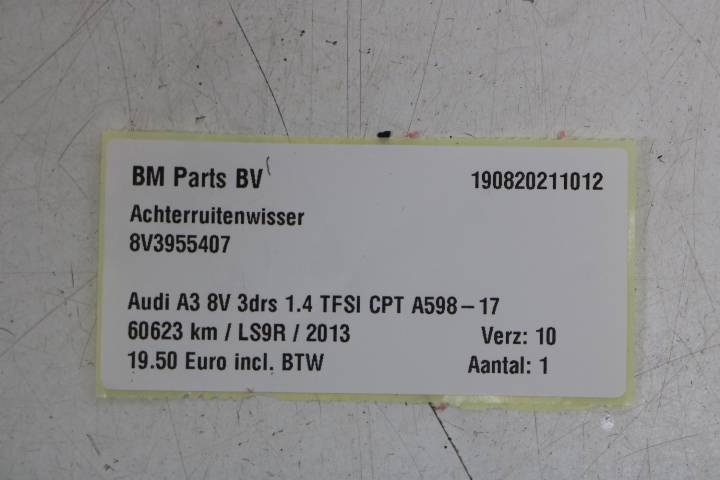 BM Parts BV 190820211012
Achterruitenwisser
8V3955407
Audi A3 8V 3drs 1.4 TFSI CPT A598-17
60623 km / LS9R / 2013 Verz: 10
19.50 Euro incl. BTW Aantal: 1